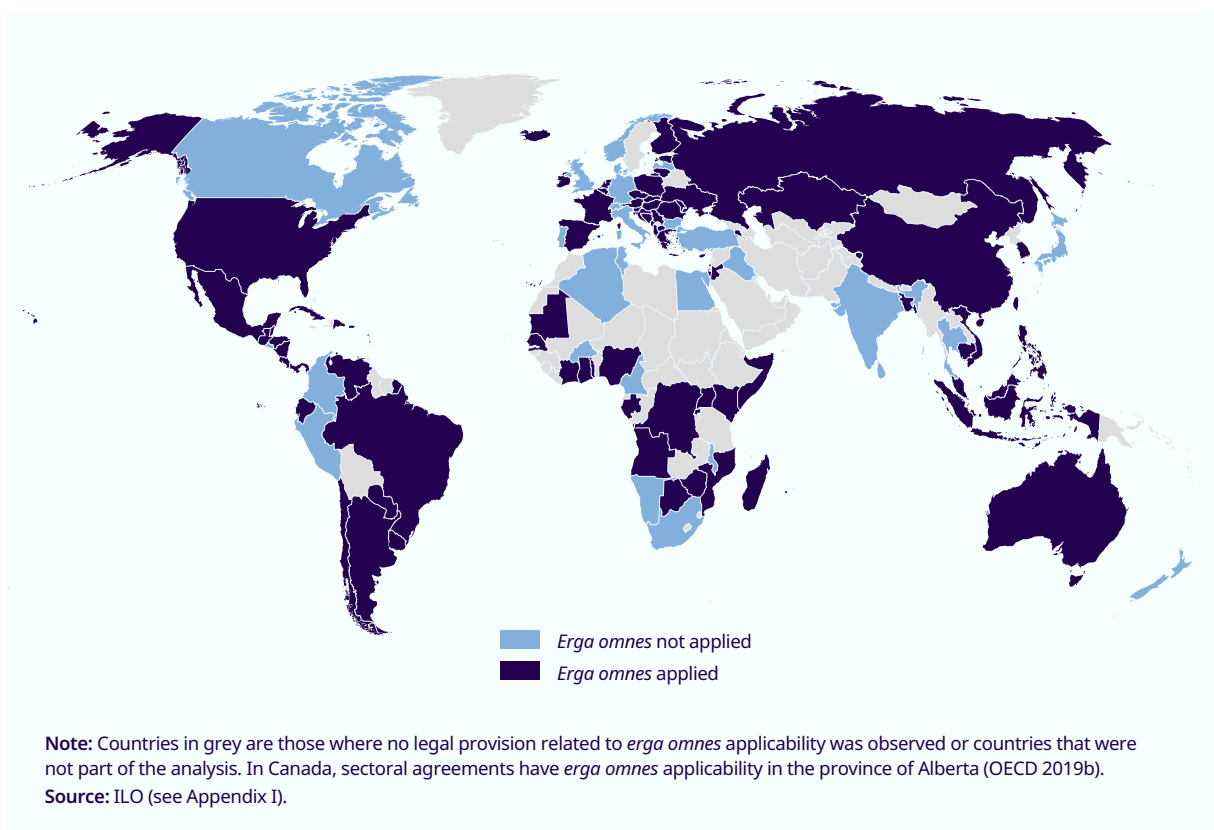 Erga omnes not applied
Erga omnes applied
Note: Countries in grey are those where no legal provision related to erga omnes applicability was observed or countries that were
not part of the analysis. In Canada, sectoral agreements have erga omnes applicability in the province of Alberta (OECD 2019b).
Source: ILO (see Appendix I).